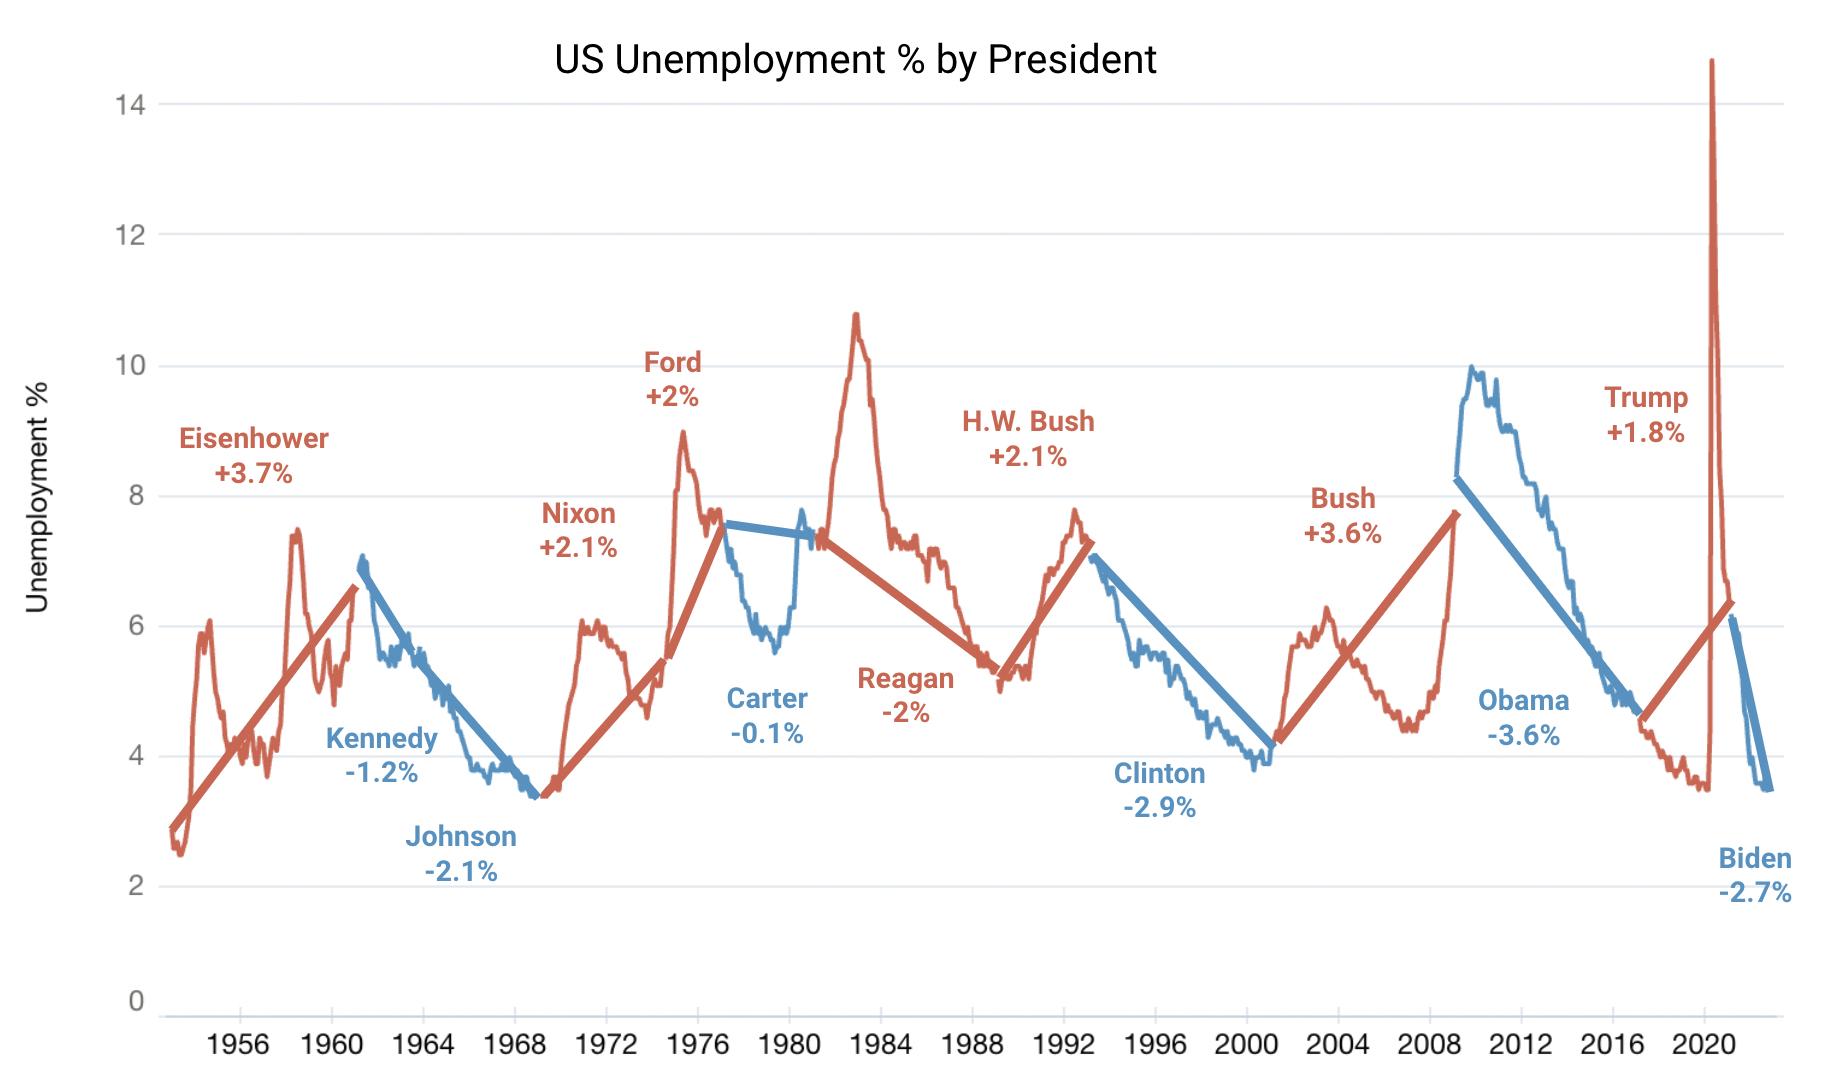 US Unemployment % by President
Unemployment %
14
12
10
8
6
4
2
0
Eisenhower
+3.7%
Kennedy
-1.2%
Johnson
-2.1%
Nixon
+2.1%
Ford
+2%
Carter
-0.1%
Reagan
-2%
H.W. Bush
+2.1%
Clinton
-2.9%
Bush
+3.6%
Obama
-3.6%
Trump
+1.8%
Biden
-2.7%
1956 1960 1964 1968 1972 1976 1980 1984 1988 1992 1996 2000 2004 2008 2012 2016 2020